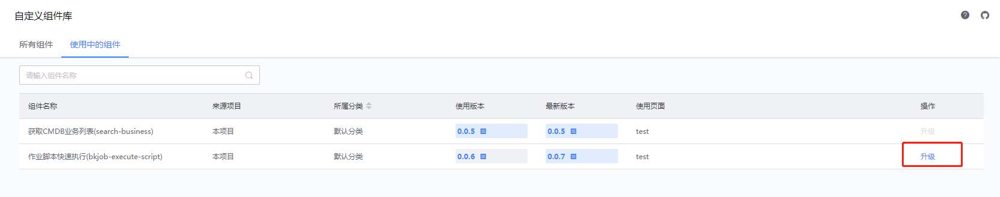 自定义组件库
所有组件 使用中的组件
请输入组件名称
组件名称 来源项目 所属分类 使用版本 最新版本 使用页面 操作
获取CMDB业务列表(search-business) 本项目 默认分类 0.0.5 0.0.5 test 升级
作业脚本快速执行(bkjob-execute-script) 本项目 默认分类 0.0.6 0.0.7 test 升级